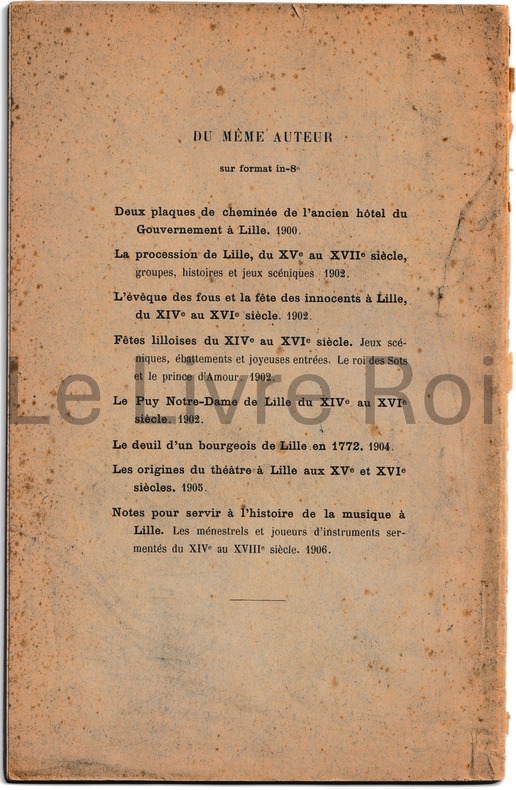 DU MÊME AUTEUR
sur format in-8º
Deux plaques de cheminée de l'ancien hôtel du
Gouvernement à Lille. 1900.
La procession de Lille, du XVe au XVIIe siècle,
groupes, histoires et jeux scéniques 1902.
L'évêque des fous et la fête des innocents à Lille,
du XIVe au XVIe siècle. 1902.
Fêtes lilloises du XIVe au XVIe siècle. Jeux scé-
niques, ébattements et joyeuses entrées. Le roi des Sots
et le prince d'Amour. 1902.
Le Livre Roi
Le Puy Notre-Dame de Lille du XIVe au XVIe
siècle. 1902.
Le deuil d'un bourgeois de Lille en 1772. 1904.
Les origines du théâtre à Lille aux XVe et XVIe
siècles. 1905.
Notes pour servir à l'histoire de la musique à
Lille. Les ménestrels et joueurs d'instruments ser-
mentés du XIVe au XVIIIe siècle. 1906.